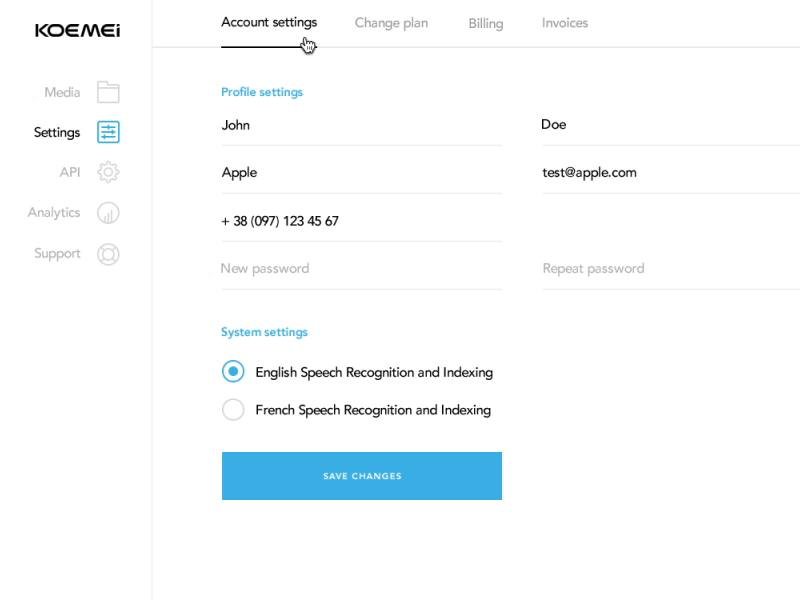 KOEMEi
Account settings
Change plan
Billing
Invoices
Media
Settings
API
Analytics
Support
Profile settings
John
Doe
Apple
test@apple.com
+ 38 (097) 123 45 67
New password
Repeat password
System settings
English Speech Recognition and Indexing
French Speech Recognition and Indexing
SAVE CHANGES